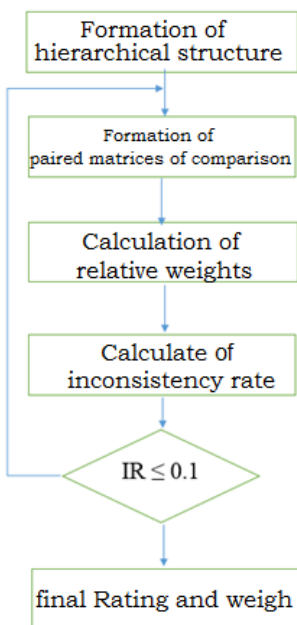 Formation of
hierarchical structure
Formation of
paired matrices of comparison
Calculation of
relative weights
Calculate of
inconsistency rate
IR ≤ 0.1
final Rating and weigh